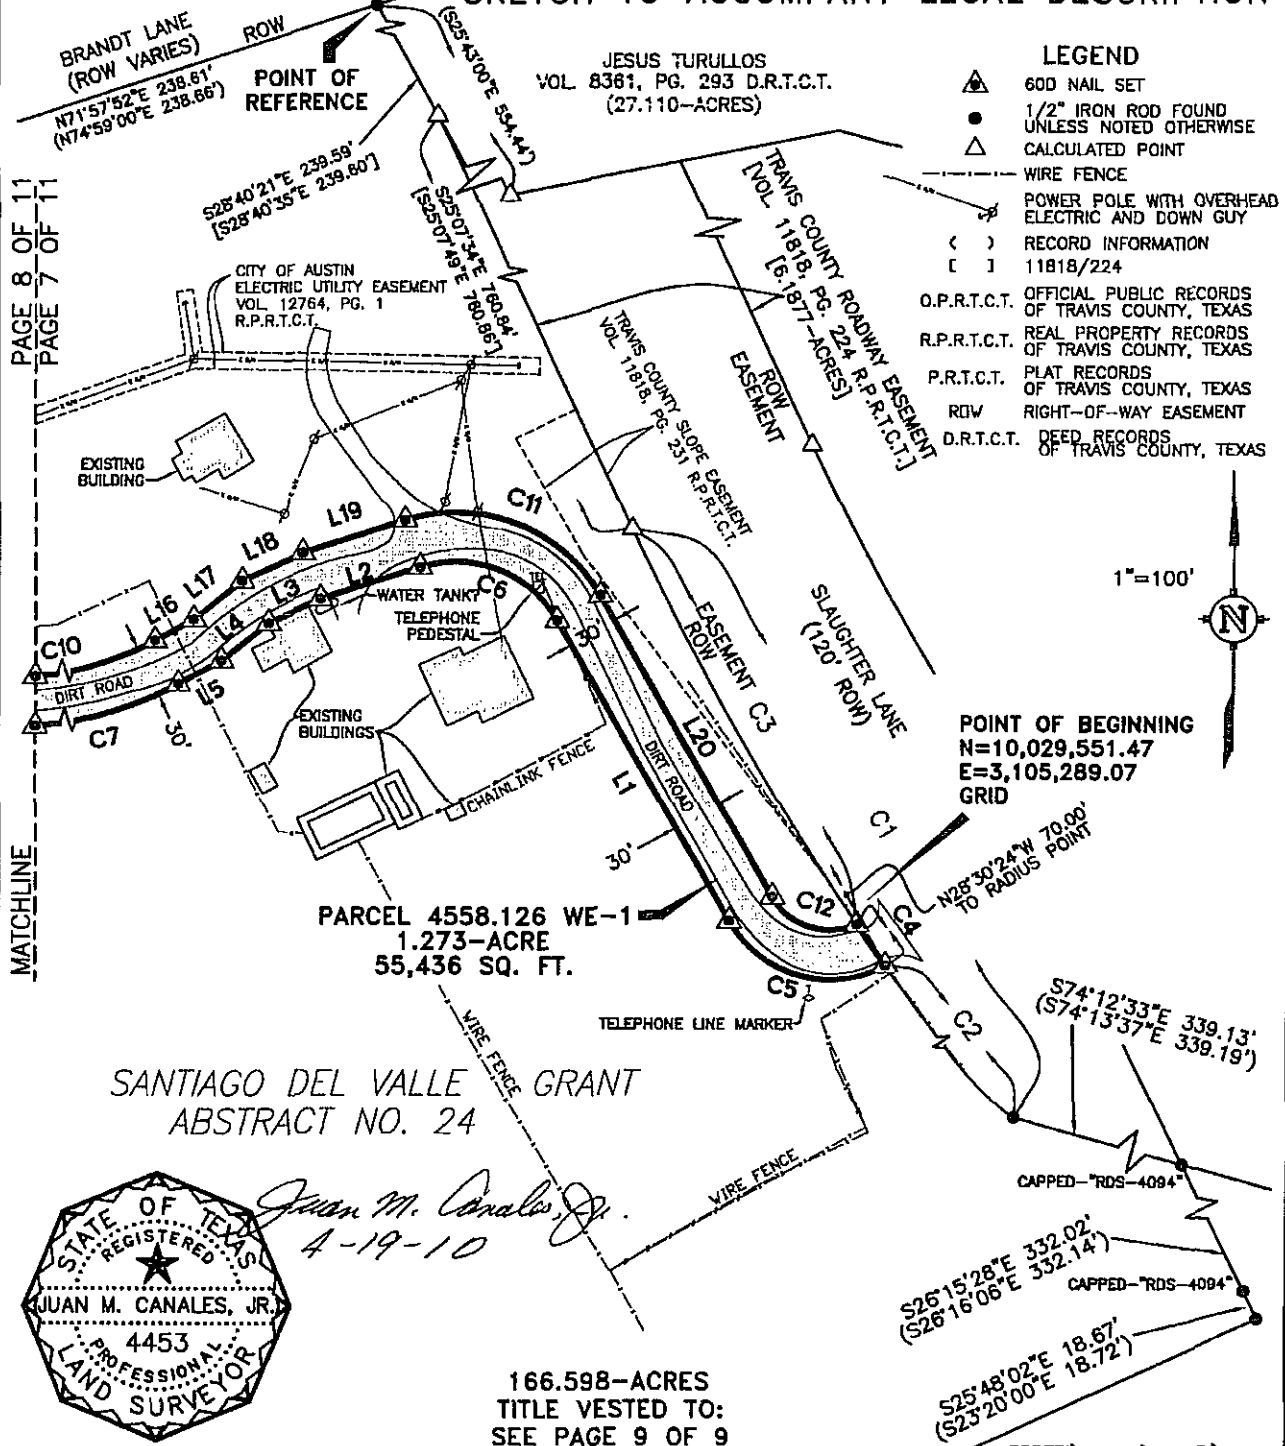 SKETCH TO ACCOMPANY LEGAL DESCRIPTION
BRANDT LANE
(ROW VARIES)
ROW
N71°57'52"E 238.61'
(N74°59'00"E 238.66')
POINT OF
REFERENCE
(S25°43'00"E 554.44')
JESUS TURULLOS
VOL. 8361, PG. 293 D.R.T.C.T.
(27.110-ACRES)
S28°40'21"E 239.59'
[S28°40'35"E 239.60']
S25°07'34"E 760.84'
[S25°07'49"E 760.86']
LEGEND
60D NAIL SET
1/2" IRON ROD FOUND
UNLESS NOTED OTHERWISE
CALCULATED POINT
WIRE FENCE
POWER POLE WITH OVERHEAD
ELECTRIC AND DOWN GUY
( ) RECORD INFORMATION
[ ] 11818/224
O.P.R.T.C.T. OFFICIAL PUBLIC RECORDS
OF TRAVIS COUNTY, TEXAS
R.P.R.T.C.T. REAL PROPERTY RECORDS
OF TRAVIS COUNTY, TEXAS
P.R.T.C.T. PLAT RECORDS
OF TRAVIS COUNTY, TEXAS
ROW RIGHT-OF-WAY EASEMENT
D.R.T.C.T. DEED RECORDS
OF TRAVIS COUNTY, TEXAS
PAGE 8 OF 11
PAGE 7 OF 11
MATCHLINE
CITY OF AUSTIN
ELECTRIC UTILITY EASEMENT
VOL. 12764, PG. 1
R.P.R.T.C.T.
TRAVIS COUNTY ROADWAY EASEMENT
[VOL. 11818, PG. 224 R.P.R.T.C.T.]
[6.1877-ACRES]
ROW
EASEMENT
TRAVIS COUNTY SLOPE EASEMENT
VOL. 11818, PG. 231 R.P.R.T.C.T.
EXISTING
BUILDING
C10
L16
L17
L18
L19
C11
L2
L3
L4
L5
C6
C7
DIRT ROAD
30'
WATER TANK?
TELEPHONE
PEDESTAL
30'
EXISTING
BUILDINGS
CHAINLINK FENCE
L1
L20
DIRT ROAD
30'
EASEMENT
ROW
C3
SLAUGHTER LANE
(120' ROW)
1"=100'
N
POINT OF BEGINNING
N=10,029,551.47
E=3,105,289.07
GRID
C1
N28°30'24"W 70.00'
TO RADIUS POINT
C12
C4
C5
C2
PARCEL 4558.126 WE-1
1.273-ACRE
55,436 SQ. FT.
TELEPHONE LINE MARKER
WIRE FENCE
WIRE FENCE
S74°12'33"E 339.13'
(S74°13'37"E 339.19')
CAPPED-"RDS-4094"
S26°15'28"E 332.02'
(S26°16'06"E 332.14')
CAPPED-"RDS-4094"
S25°48'02"E 18.67'
(S23°20'00"E 18.72')
SANTIAGO DEL VALLE GRANT
ABSTRACT NO. 24
Juan M. Canales, Jr.
4-19-10
STATE OF TEXAS
REGISTERED
JUAN M. CANALES, JR.
4453
PROFESSIONAL
LAND SURVEYOR
166.598-ACRES
TITLE VESTED TO:
SEE PAGE 9 OF 9